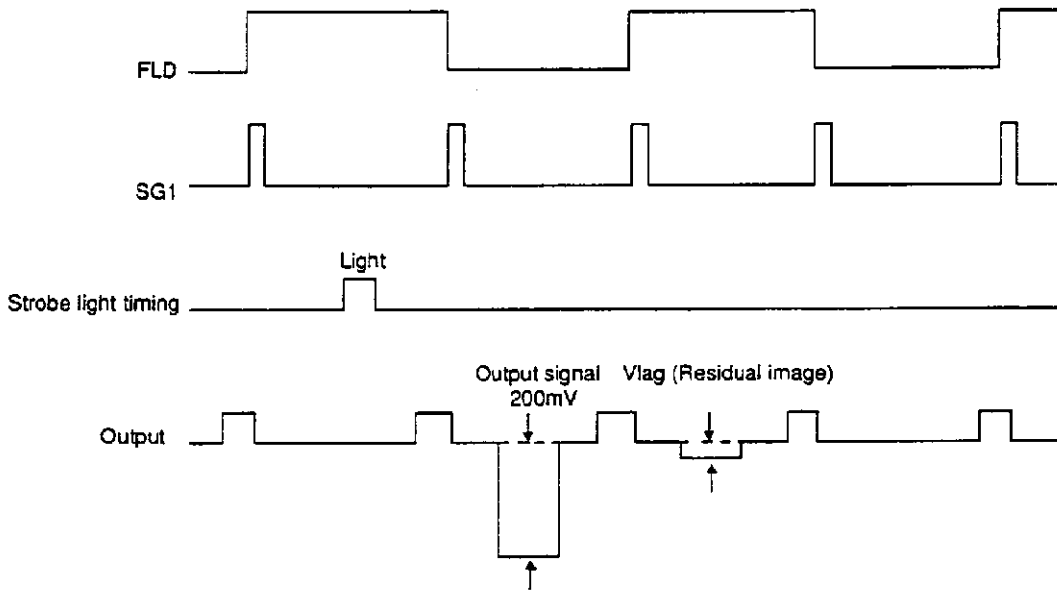 FLD
SG1
Light
Strobe light timing
Output signal
200mV
Vlag (Residual image)
Output